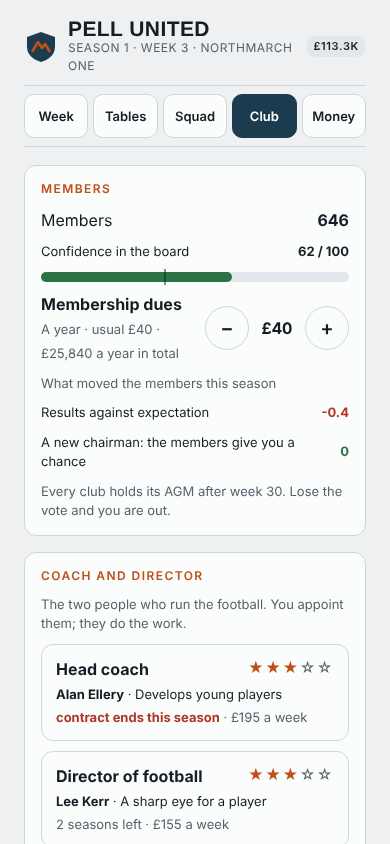 PELL UNITED
SEASON 1 · WEEK 3 · NORTHMARCH
ONE
£113.3K
Week
Tables
Squad
Club
Money
MEMBERS
Members
646
Confidence in the board
62 / 100
Membership dues
A year · usual £40 ·
£25,840 a year in total
−
£40
+
What moved the members this season
Results against expectation
-0.4
A new chairman: the members give you a
chance
0
Every club holds its AGM after week 30. Lose the
vote and you are out.
COACH AND DIRECTOR
The two people who run the football. You appoint
them; they do the work.
Head coach
★★★☆☆
Alan Ellery · Develops young players
contract ends this season · £195 a week
Director of football
★★★☆☆
Lee Kerr · A sharp eye for a player
2 seasons left · £155 a week